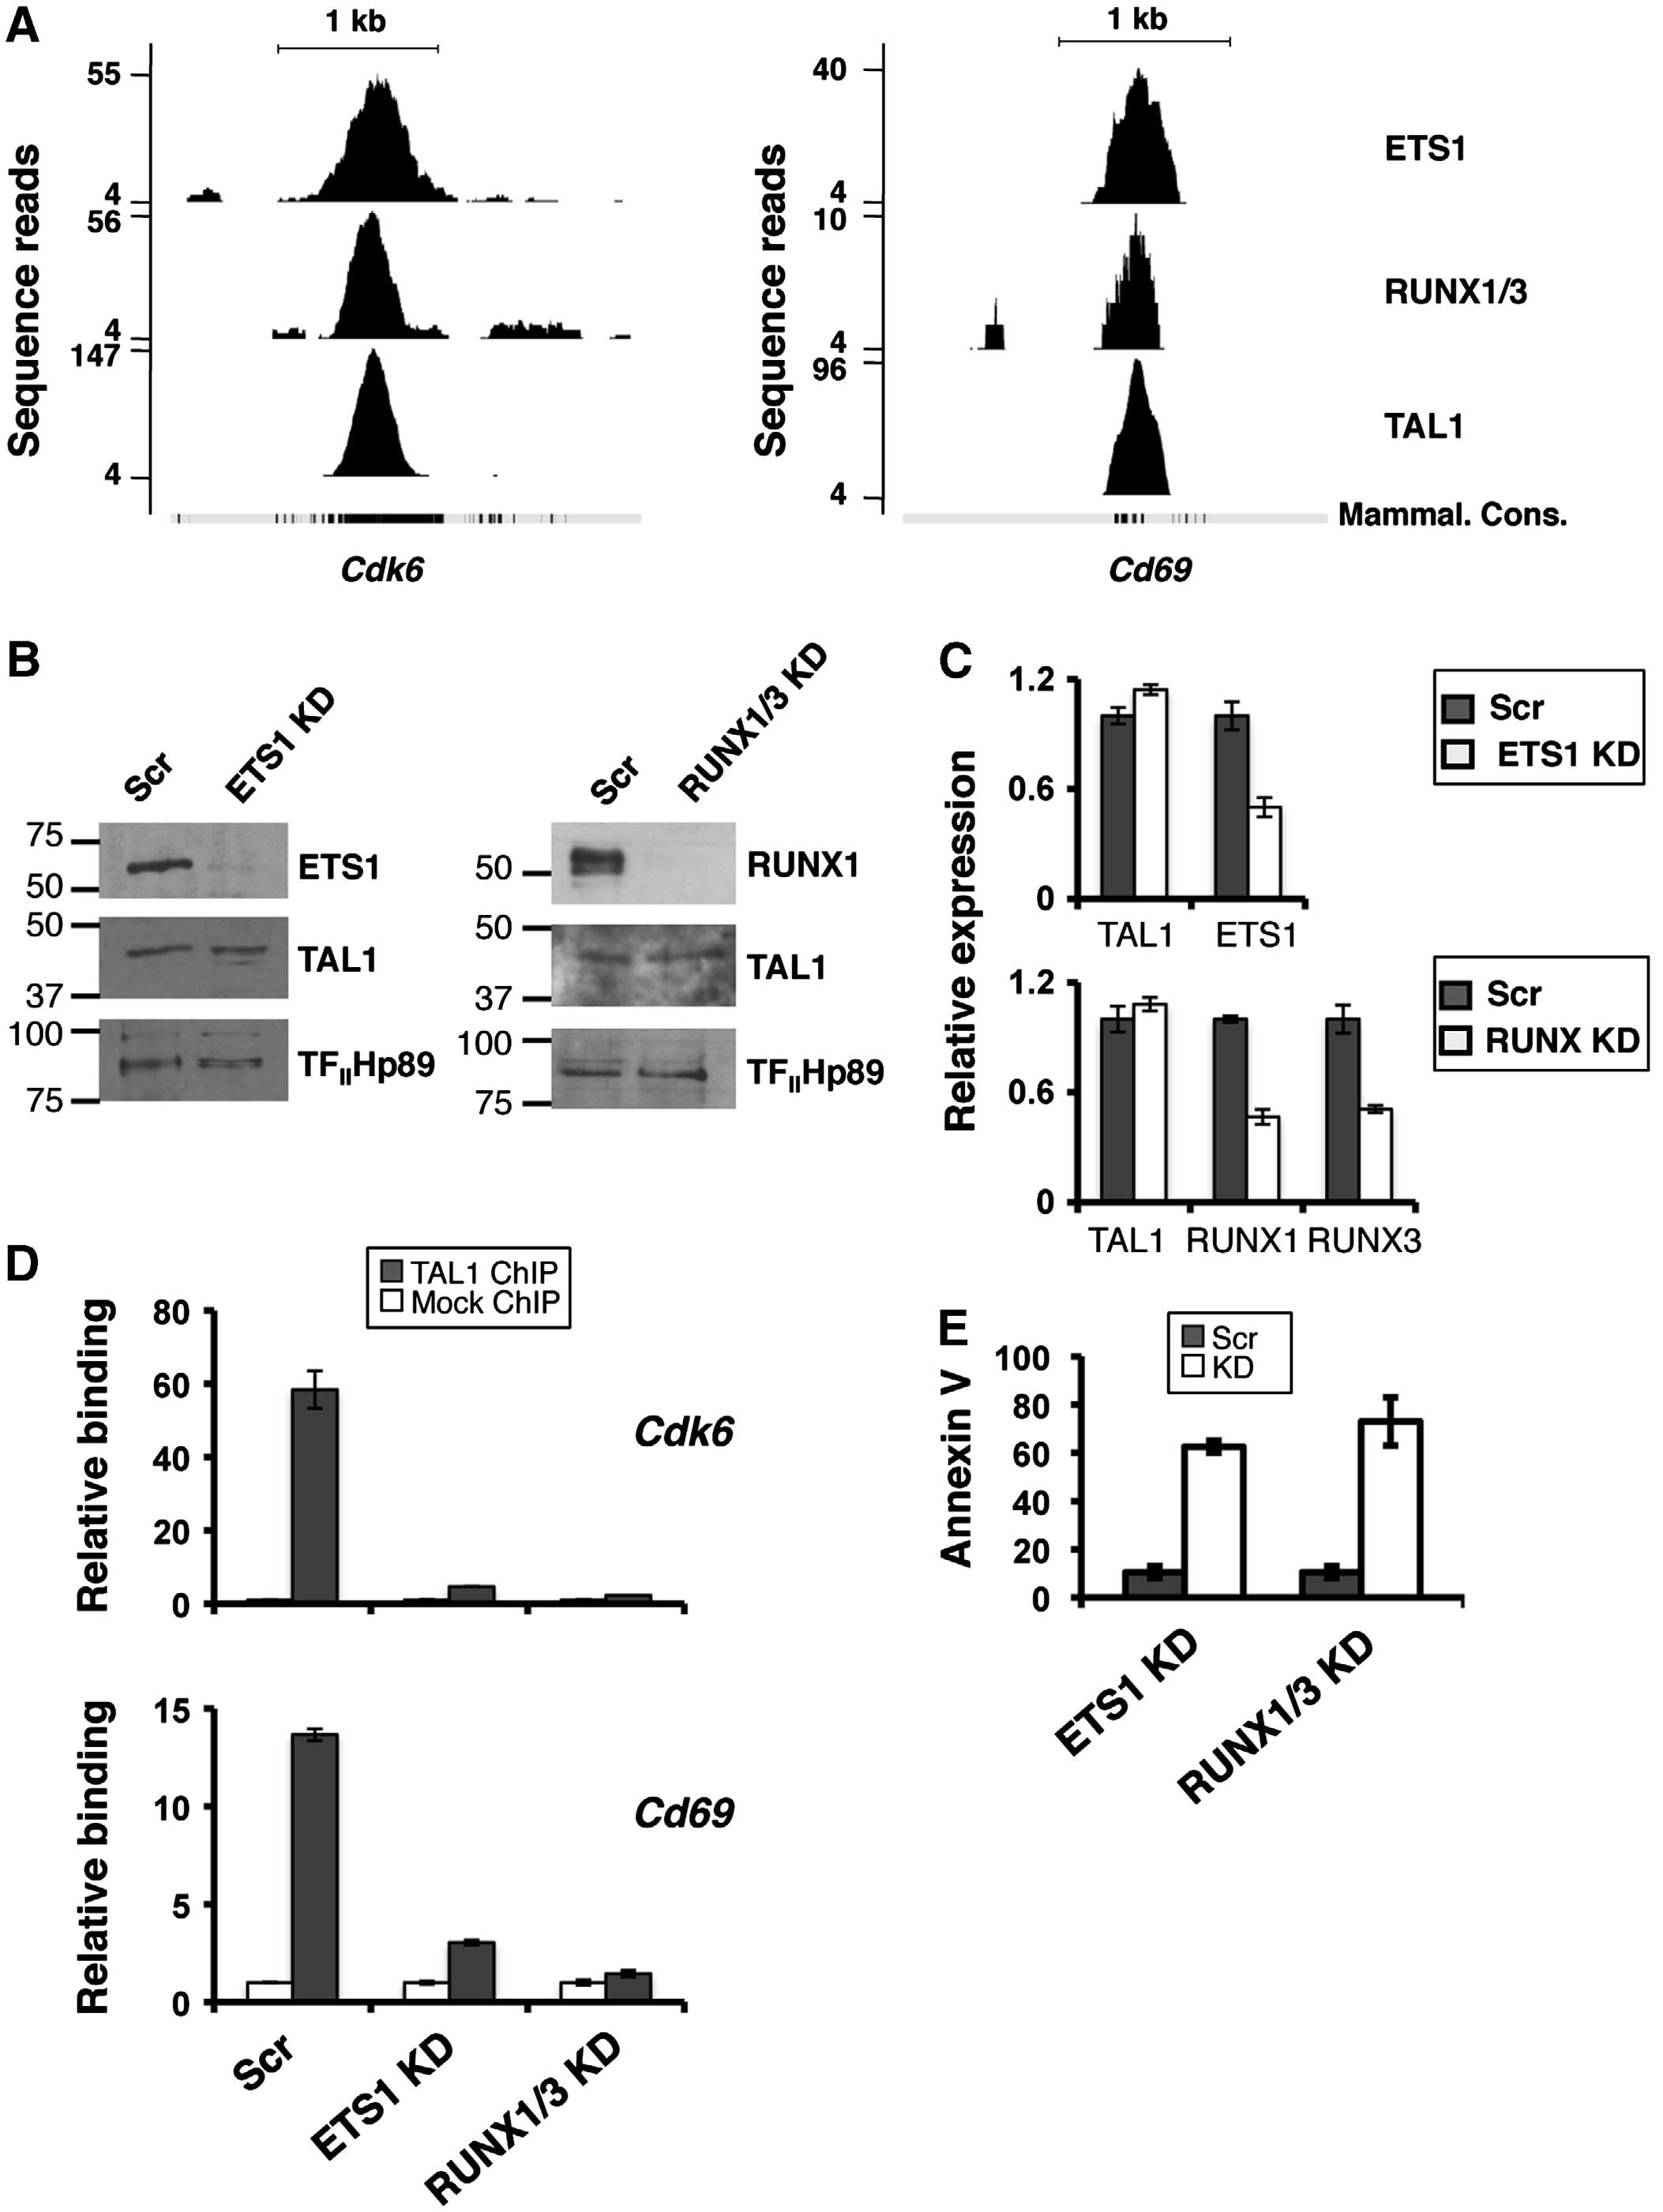 A
1 kb
1 kb
Sequence reads
55
4
56
4
147
4
Cdk6
Sequence reads
40
4
10
4
96
4
Cd69
ETS1
RUNX1/3
TAL1
Mammal. Cons.
B
Scr
ETS1 KD
75
50
ETS1
50
37
TAL1
100
75
TFIIHp89
Scr
RUNX1/3 KD
50
RUNX1
50
37
TAL1
100
75
TFIIHp89
C
Relative expression
1.2
0.6
0
TAL1 ETS1
Scr
ETS1 KD
1.2
0.6
0
TAL1 RUNX1 RUNX3
Scr
RUNX KD
D
TAL1 ChIP
Mock ChIP
Relative binding
80
60
40
20
0
Cdk6
Relative binding
15
10
5
0
Cd69
Scr
ETS1 KD
RUNX1/3 KD
E
Scr
KD
Annexin V
100
80
60
40
20
0
ETS1 KD
RUNX1/3 KD